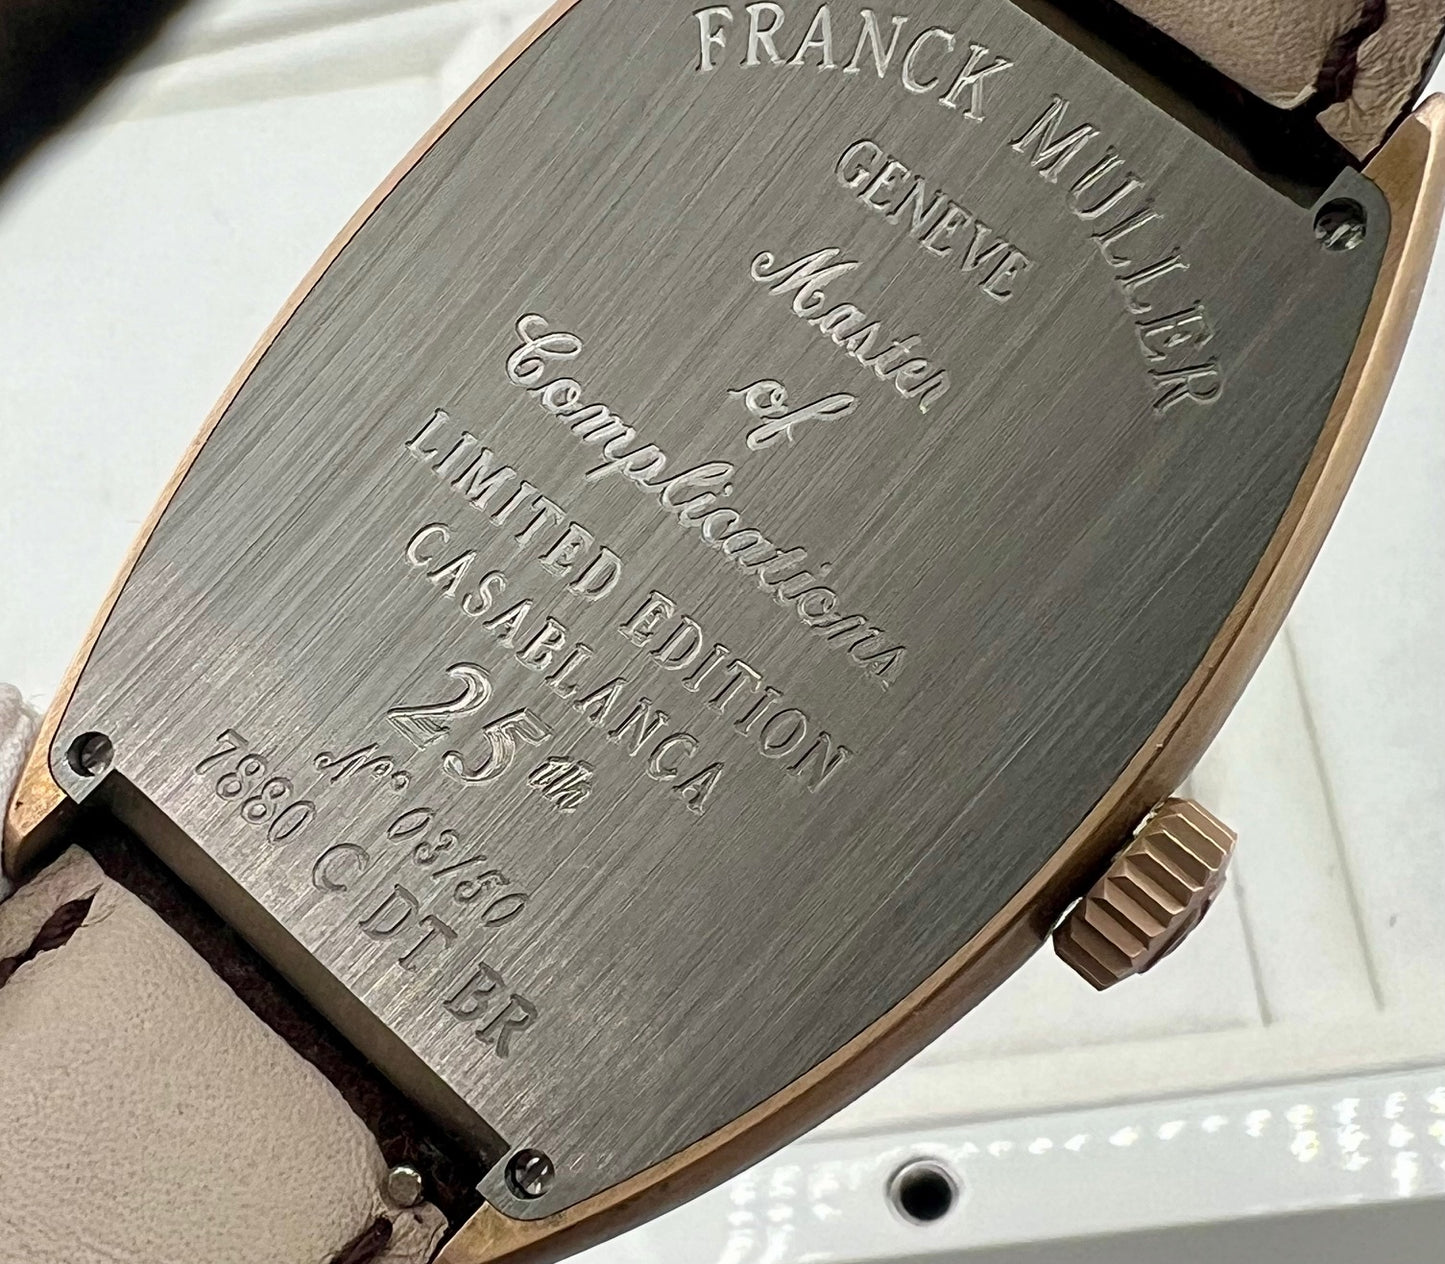 FRANCK MULLER
GENEVE
Master
of
Complications
LIMITED EDITION
CASABLANCA
25th
No: 03/50
7880 C DT BR